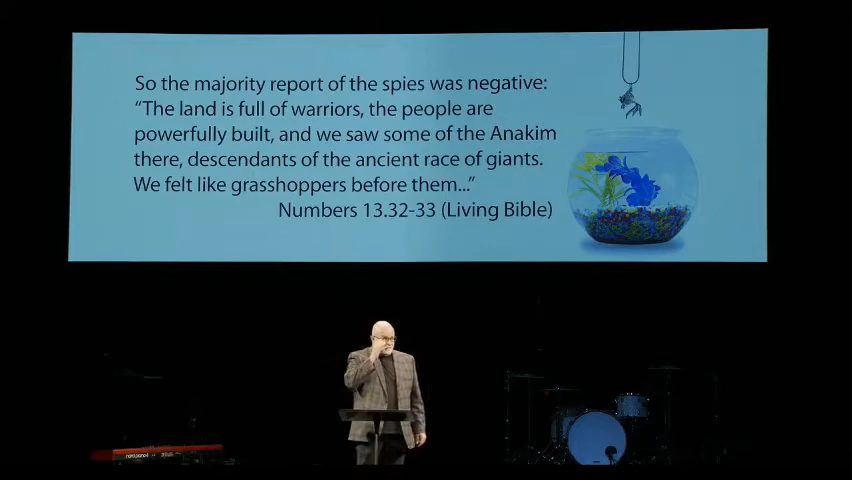 So the majority report of the spies was negative:
“The land is full of warriors, the people are
powerfully built, and we saw some of the Anakim
there, descendants of the ancient race of giants.
We felt like grasshoppers before them...”
Numbers 13.32-33 (Living Bible)